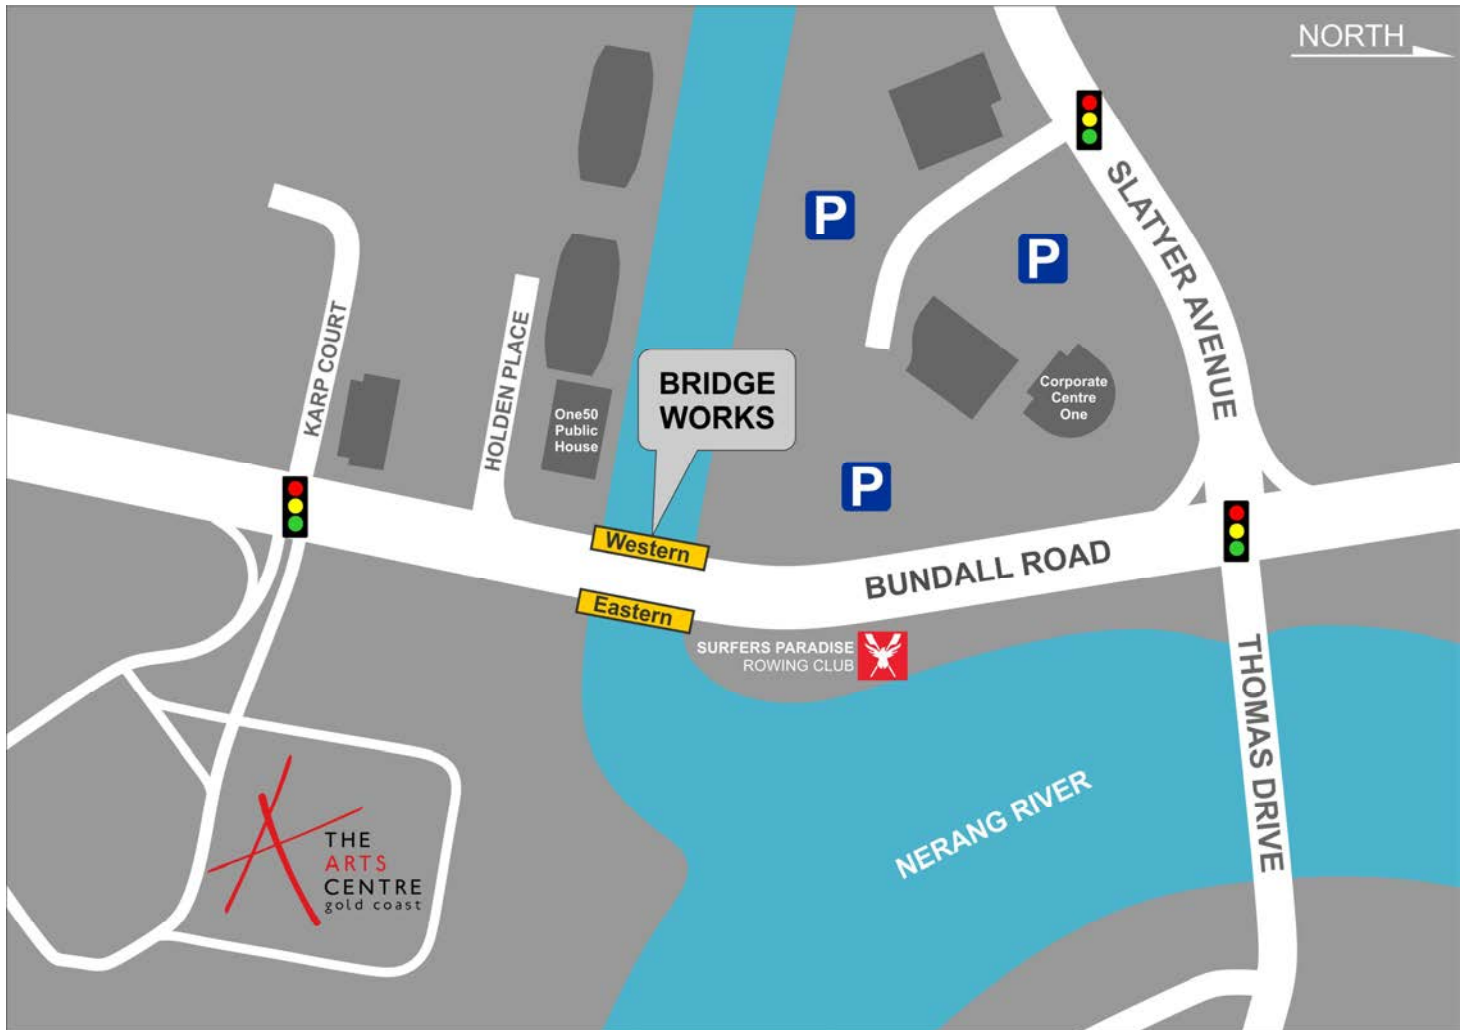 NORTH
SLATYER AVENUE
P
P
KARP COURT
HOLDEN PLACE
One50
Public
House
BRIDGE
WORKS
Corporate
Centre
One
P
Western
Eastern
BUNDALL ROAD
SURFERS PARADISE
ROWING CLUB
THOMAS DRIVE
NERANG RIVER
THE
ARTS
CENTRE
gold coast